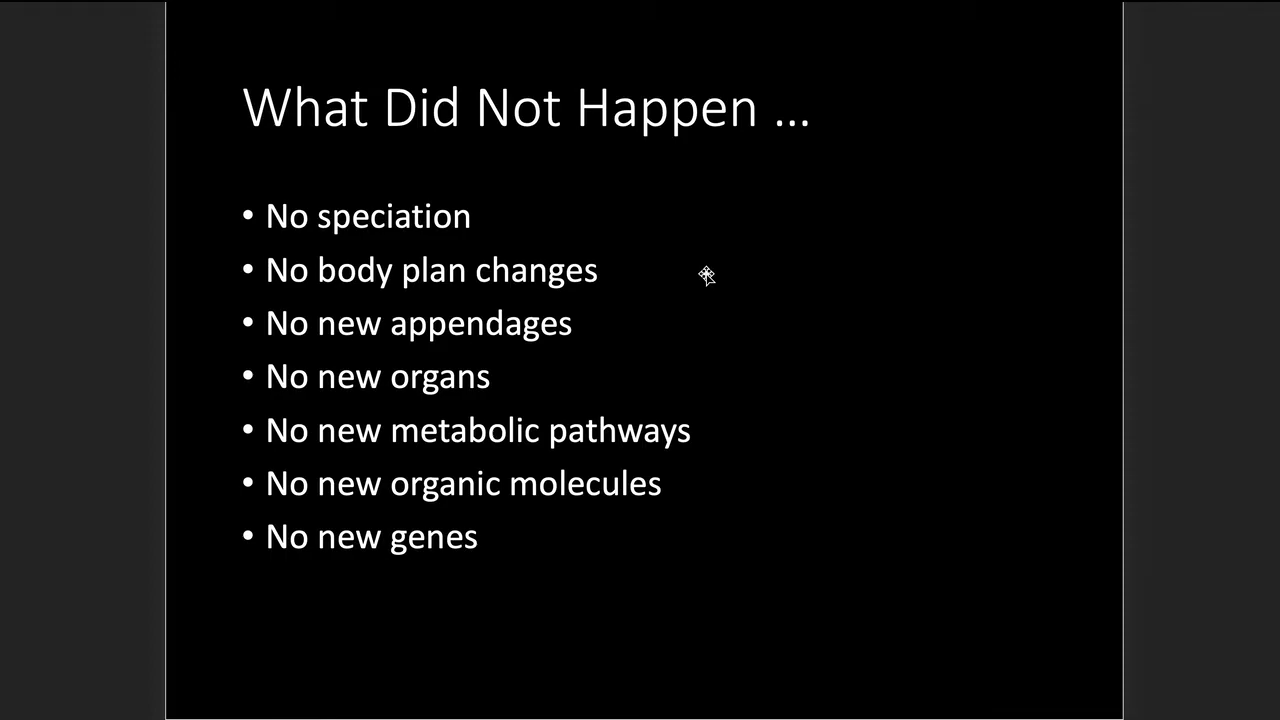 What Did Not Happen ...
• No speciation
• No body plan changes
• No new appendages
• No new organs
• No new metabolic pathways
• No new organic molecules
• No new genes